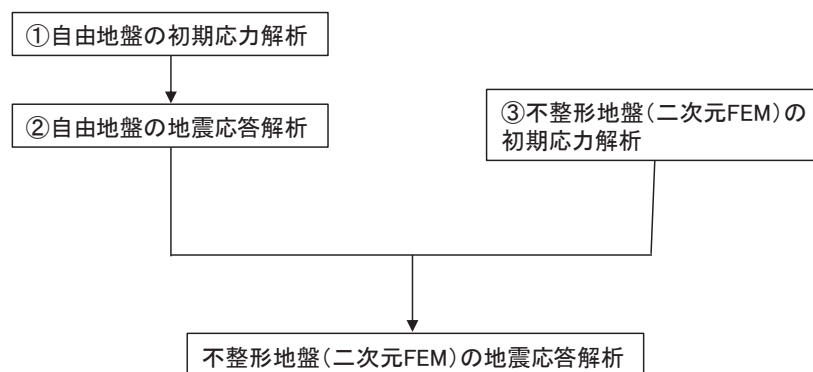 ①自由地盤の初期応力解析
②自由地盤の地震応答解析
③不整形地盤(二次元FEM)の
初期応力解析
不整形地盤(二次元FEM)の地震応答解析